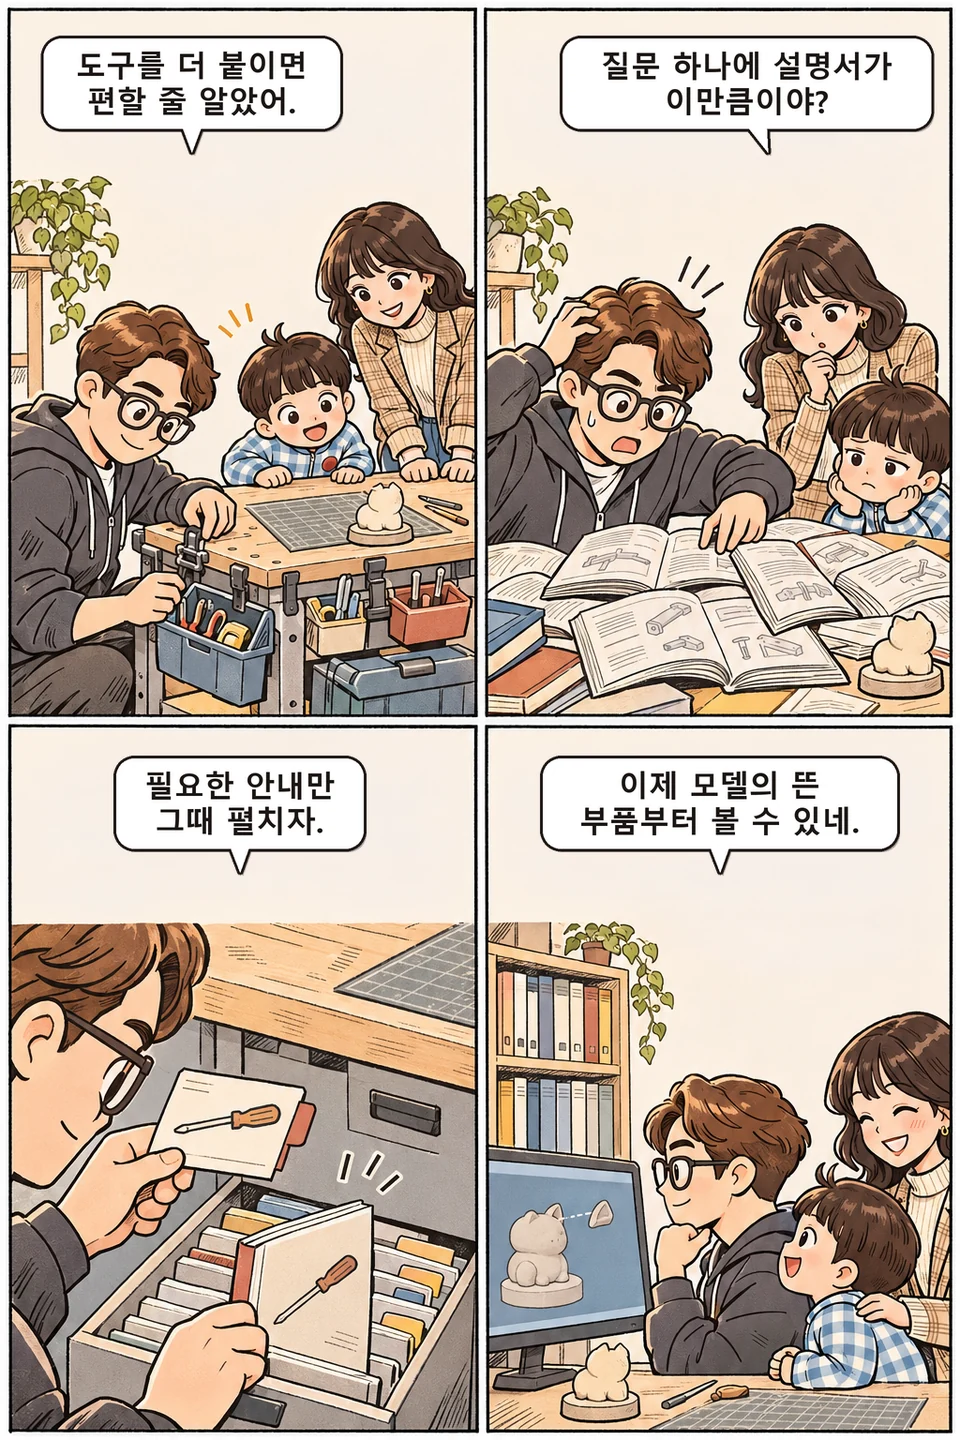 도구를 더 붙이면
편할 줄 알았어.
질문 하나에 설명서가
이만큼이야?
필요한 안내만
그때 펼치자.
이제 모델의 뜬
부품부터 볼 수 있네.